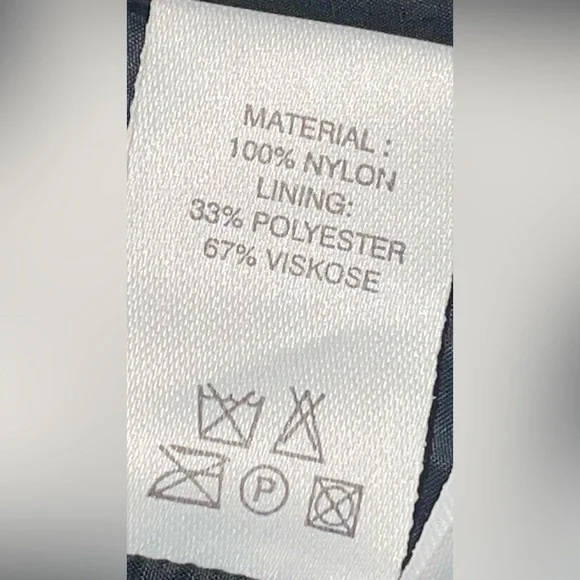 MATERIAL :
100% NYLON
LINING:
33% POLYESTER
67% VISKOSE
P